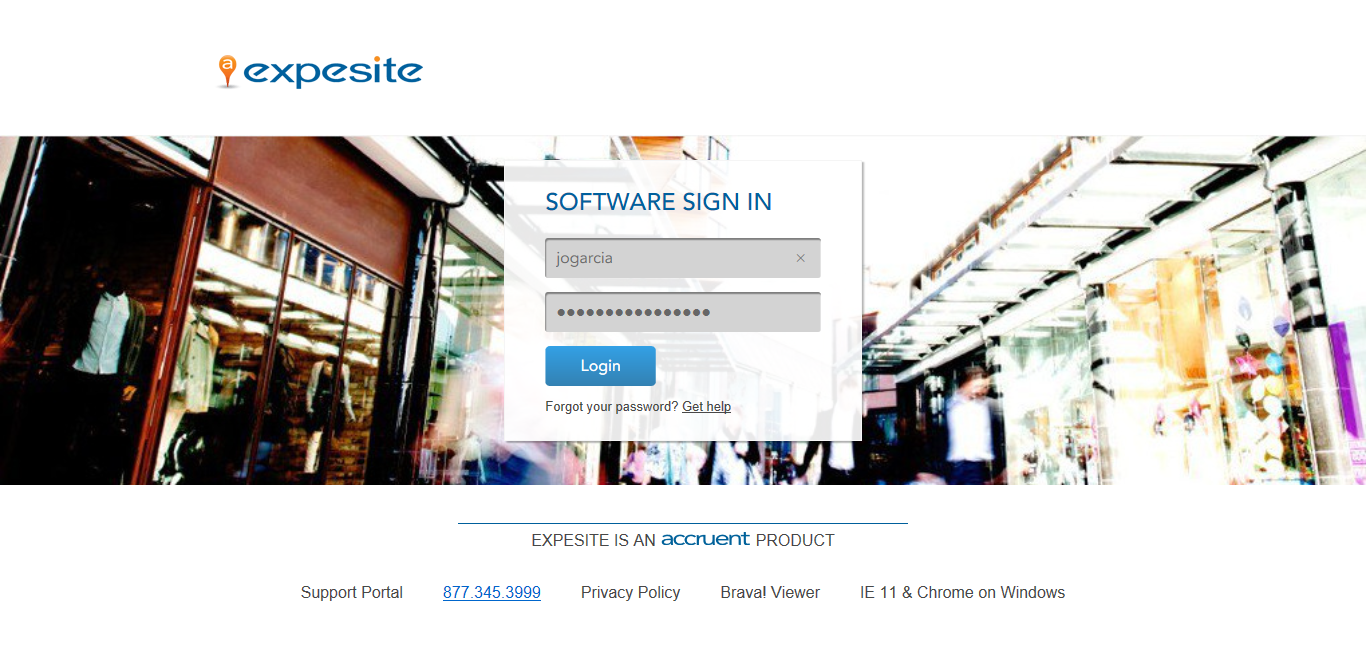 expesite
SOFTWARE SIGN IN
jogarcia ×
••••••••••••••••
Login
Forgot your password? Get help
EXPESITE IS AN accruent PRODUCT
Support Portal 877.345.3999 Privacy Policy Brava! Viewer IE 11 & Chrome on Windows